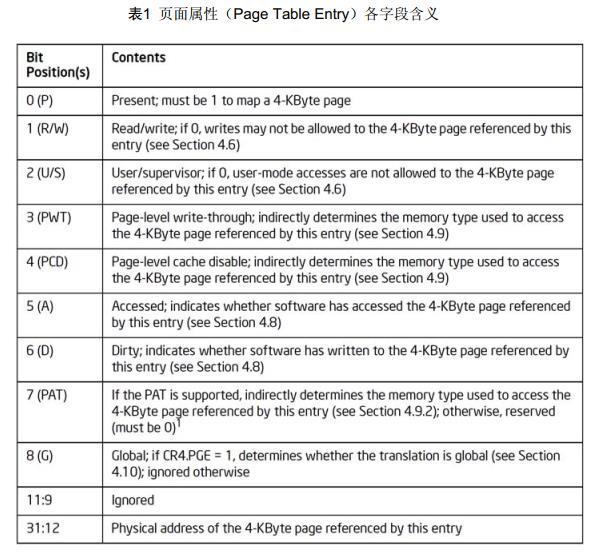 表1 页面属性（Page Table Entry）各字段含义
Bit
Position(s)
Contents
0 (P)
Present; must be 1 to map a 4-KByte page
1 (R/W)
Read/write; if 0, writes may not be allowed to the 4-KByte page referenced by this
entry (see Section 4.6)
2 (U/S)
User/supervisor; if 0, user-mode accesses are not allowed to the 4-KByte page
referenced by this entry (see Section 4.6)
3 (PWT)
Page-level write-through; indirectly determines the memory type used to access
the 4-KByte page referenced by this entry (see Section 4.9)
4 (PCD)
Page-level cache disable; indirectly determines the memory type used to access
the 4-KByte page referenced by this entry (see Section 4.9)
5 (A)
Accessed; indicates whether software has accessed the 4-KByte page referenced
by this entry (see Section 4.8)
6 (D)
Dirty; indicates whether software has written to the 4-KByte page referenced by
this entry (see Section 4.8)
7 (PAT)
If the PAT is supported, indirectly determines the memory type used to access the
4-KByte page referenced by this entry (see Section 4.9.2); otherwise, reserved
(must be 0)1
8 (G)
Global; if CR4.PGE = 1, determines whether the translation is global (see Section
4.10); ignored otherwise
11:9
Ignored
31:12
Physical address of the 4-KByte page referenced by this entry